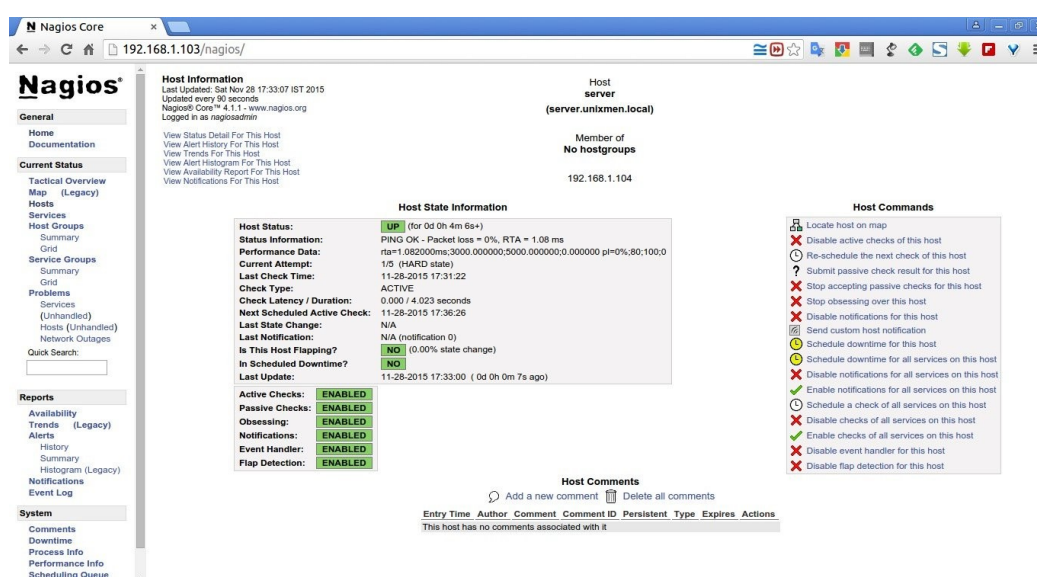 Nagios Core
192.168.1.103/nagios/
Nagios®
General
Home
Documentation
Current Status
Tactical Overview
Map (Legacy)
Hosts
Services
Host Groups
Summary
Grid
Service Groups
Summary
Grid
Problems
Services
(Unhandled)
Hosts (Unhandled)
Network Outages
Quick Search:
Reports
Availability
Trends (Legacy)
Alerts
History
Summary
Histogram (Legacy)
Notifications
Event Log
System
Comments
Downtime
Process Info
Performance Info
Scheduling Queue
Host Information
Last Updated: Sat Nov 28 17:33:07 IST 2015
Updated every 90 seconds
Nagios® Core™ 4.1.1 - www.nagios.org
Logged in as nagiosadmin
View Status Detail For This Host
View Alert History For This Host
View Trends For This Host
View Alert Histogram For This Host
View Availability Report For This Host
View Notifications For This Host
Host
server
(server.unixmen.local)
Member of
No hostgroups
192.168.1.104
Host State Information
Host Status: UP (for 0d 0h 4m 6s+)
Status Information: PING OK - Packet loss = 0%, RTA = 1.08 ms
Performance Data: rta=1.082000ms;3000.000000;5000.000000;0.000000 pl=0%;80;100;0
Current Attempt: 1/5 (HARD state)
Last Check Time: 11-28-2015 17:31:22
Check Type: ACTIVE
Check Latency / Duration: 0.000 / 4.023 seconds
Next Scheduled Active Check: 11-28-2015 17:36:26
Last State Change: N/A
Last Notification: N/A (notification 0)
Is This Host Flapping? NO (0.00% state change)
In Scheduled Downtime? NO
Last Update: 11-28-2015 17:33:00 ( 0d 0h 0m 7s ago)
Active Checks: ENABLED
Passive Checks: ENABLED
Obsessing: ENABLED
Notifications: ENABLED
Event Handler: ENABLED
Flap Detection: ENABLED
Host Commands
Locate host on map
Disable active checks of this host
Re-schedule the next check of this host
Submit passive check result for this host
Stop accepting passive checks for this host
Stop obsessing over this host
Disable notifications for this host
Send custom host notification
Schedule downtime for this host
Schedule downtime for all services on this host
Disable notifications for all services on this host
Enable notifications for all services on this host
Schedule a check of all services on this host
Disable checks of all services on this host
Enable checks of all services on this host
Disable event handler for this host
Disable flap detection for this host
Host Comments
Add a new comment Delete all comments
Entry Time Author Comment Comment ID Persistent Type Expires Actions
This host has no comments associated with it